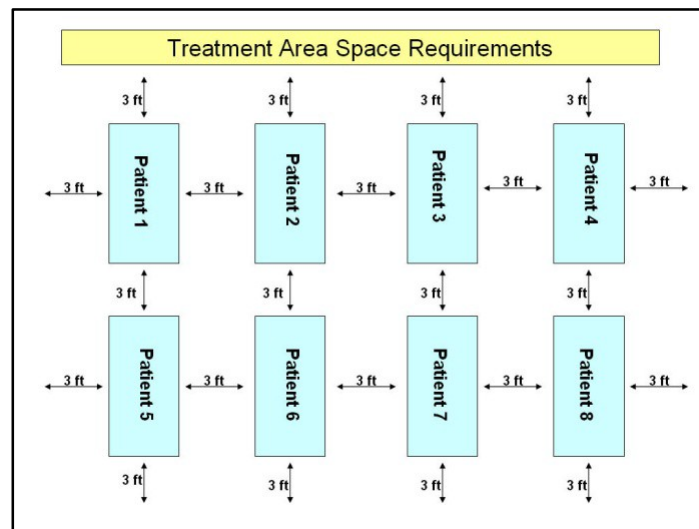 Treatment Area Space Requirements
3 ft 3 ft 3 ft 3 ft
Patient 1 Patient 2 Patient 3 Patient 4
3 ft 3 ft 3 ft 3 ft 3 ft
3 ft 3 ft 3 ft 3 ft
Patient 5 Patient 6 Patient 7 Patient 8
3 ft 3 ft 3 ft 3 ft 3 ft
3 ft 3 ft 3 ft 3 ft